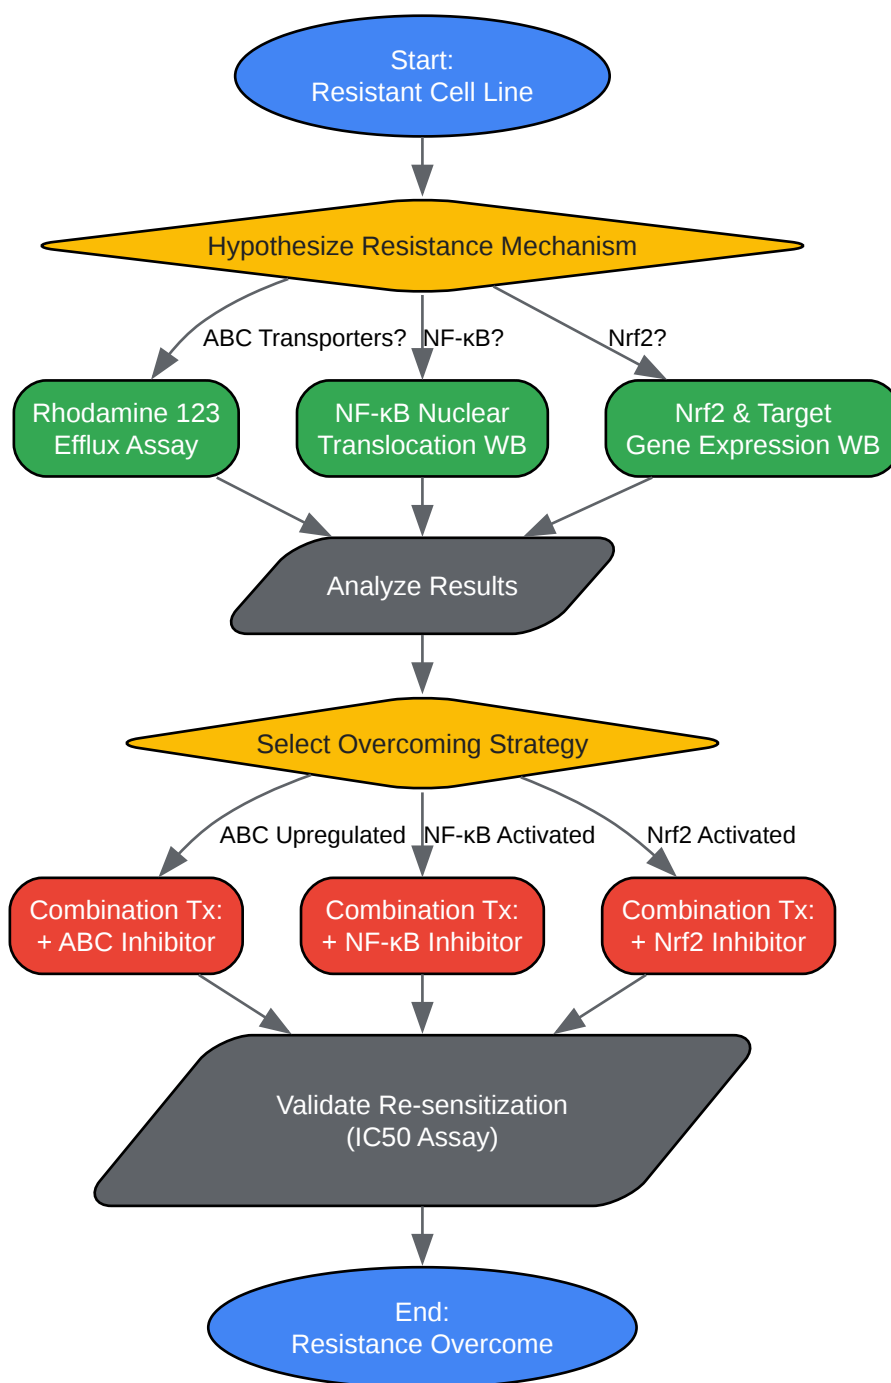 Start:
Resistant Cell Line
Hypothesize Resistance Mechanism
ABC Transporters?
NF-κB?
Nrf2?
Rhodamine 123
Efflux Assay
NF-κB Nuclear
Translocation WB
Nrf2 & Target
Gene Expression WB
Analyze Results
Select Overcoming Strategy
ABC Upregulated
NF-κB Activated
Nrf2 Activated
Combination Tx:
+ ABC Inhibitor
Combination Tx:
+ NF-κB Inhibitor
Combination Tx:
+ Nrf2 Inhibitor
Validate Re-sensitization
(IC50 Assay)
End:
Resistance Overcome